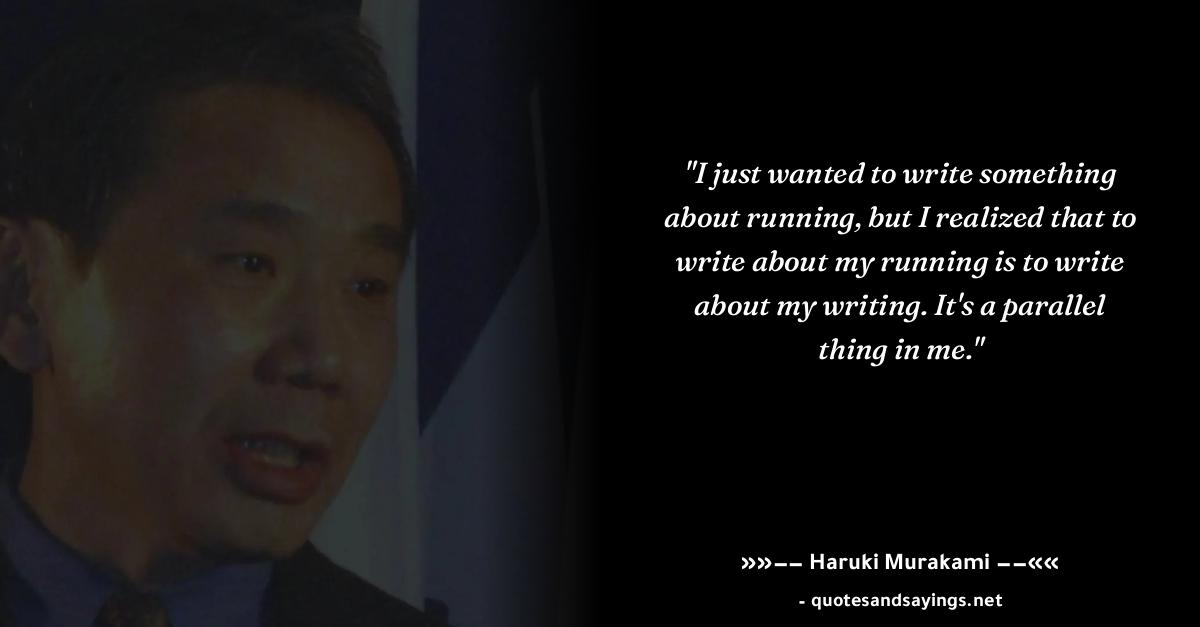 "I just wanted to write something
about running, but I realized that to
write about my running is to write
about my writing. It's a parallel
thing in me."
»»−− Haruki Murakami −−««
- quotesandsayings.net